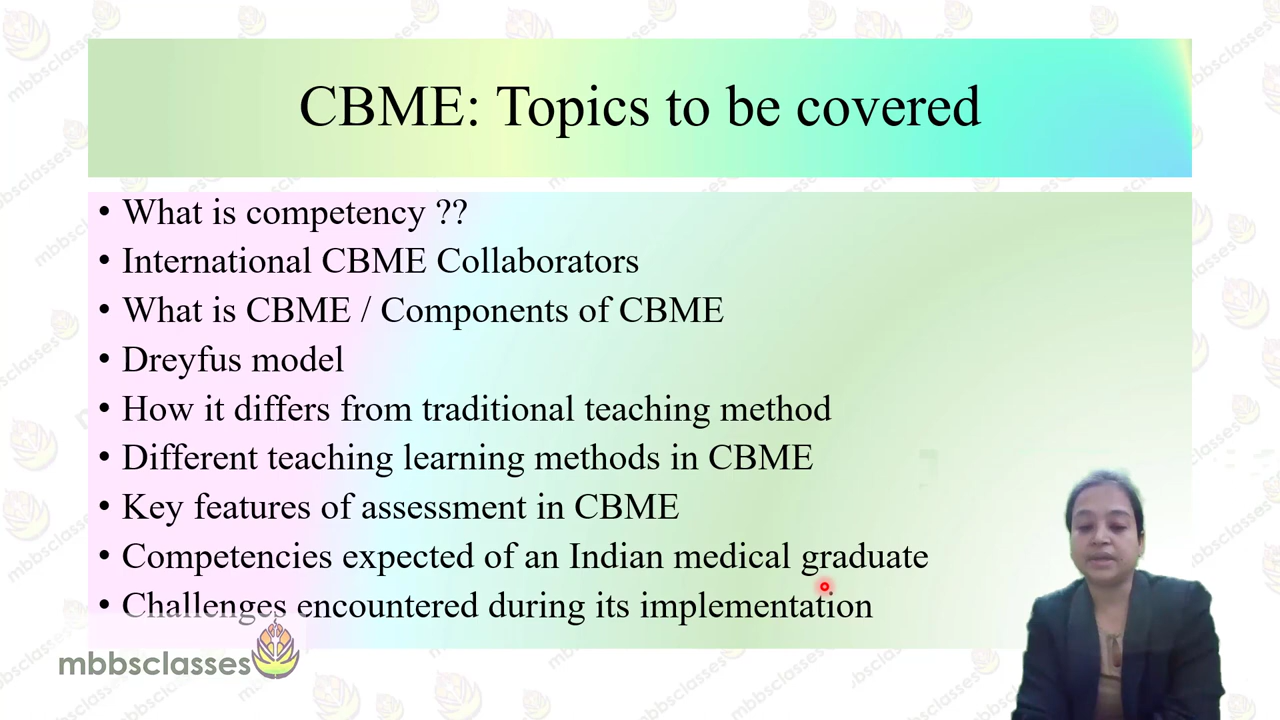 CBME: Topics to be covered
• What is competency ??
• International CBME Collaborators
• What is CBME / Components of CBME
• Dreyfus model
• How it differs from traditional teaching method
• Different teaching learning methods in CBME
• Key features of assessment in CBME
• Competencies expected of an Indian medical graduate
• Challenges encountered during its implementation
mbbsclasses